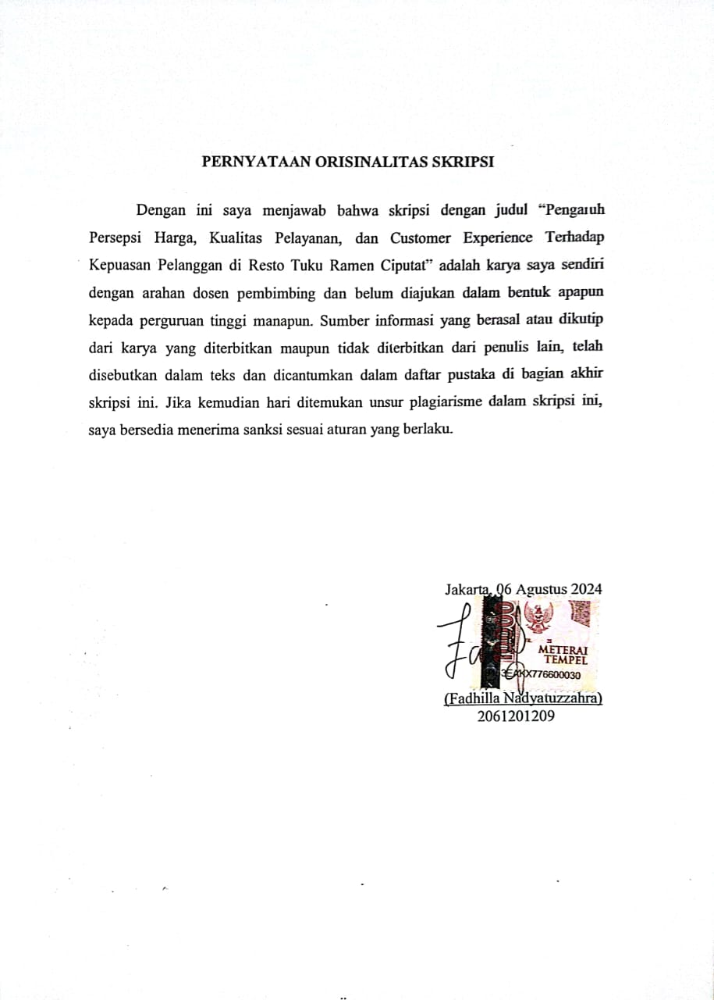 PERNYATAAN ORISINALITAS SKRIPSI
Dengan ini saya menjawab bahwa skripsi dengan judul “Pengaruh
Persepsi Harga, Kualitas Pelayanan, dan Customer Experience Terhadap
Kepuasan Pelanggan di Resto Tuku Ramen Ciputat” adalah karya saya sendiri
dengan arahan dosen pembimbing dan belum diajukan dalam bentuk apapun
kepada perguruan tinggi manapun. Sumber informasi yang berasal atau dikutip
dari karya yang diterbitkan maupun tidak diterbitkan dari penulis lain, telah
disebutkan dalam teks dan dicantumkan dalam daftar pustaka di bagian akhir
skripsi ini. Jika kemudian hari ditemukan unsur plagiarisme dalam skripsi ini,
saya bersedia menerima sanksi sesuai aturan yang berlaku.
Jakarta, 06 Agustus 2024
METERAI
TEMPEL
EAKX776600030
(Fadhilla Nadyatuzzahra)
2061201209